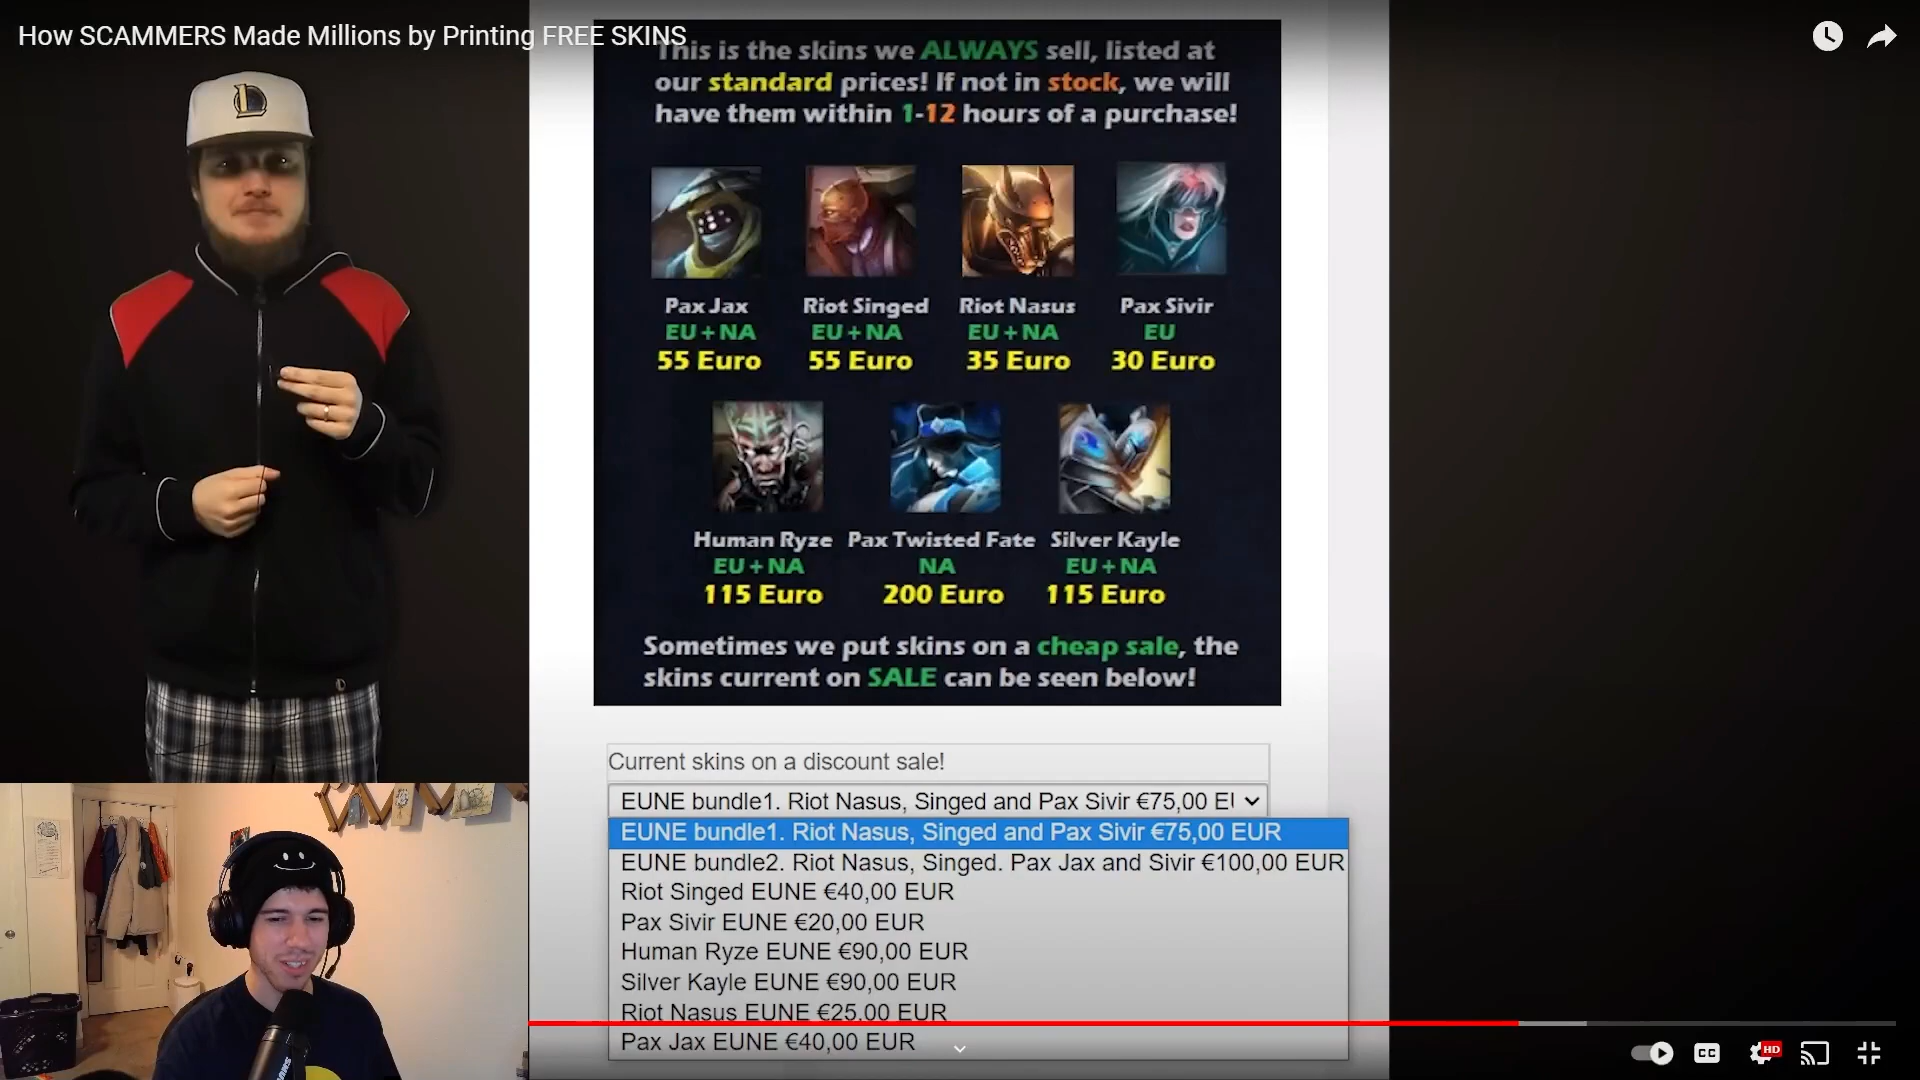 How SCAMMERS Made Millions by Printing FREE SKINS
This is the skins we ALWAYS sell, listed at
our standard prices! If not in stock, we will
have them within 1-12 hours of a purchase!
Pax Jax
EU + NA
55 Euro
Riot Singed
EU + NA
55 Euro
Riot Nasus
EU + NA
35 Euro
Pax Sivir
EU
30 Euro
Human Ryze
EU + NA
115 Euro
Pax Twisted Fate
NA
200 Euro
Silver Kayle
EU + NA
115 Euro
Sometimes we put skins on a cheap sale, the
skins current on SALE can be seen below!
Current skins on a discount sale!
EUNE bundle1. Riot Nasus, Singed and Pax Sivir €75,00 EU
EUNE bundle1. Riot Nasus, Singed and Pax Sivir €75,00 EUR
EUNE bundle2. Riot Nasus, Singed. Pax Jax and Sivir €100,00 EUR
Riot Singed EUNE €40,00 EUR
Pax Sivir EUNE €20,00 EUR
Human Ryze EUNE €90,00 EUR
Silver Kayle EUNE €90,00 EUR
Riot Nasus EUNE €25,00 EUR
Pax Jax EUNE €40,00 EUR
CC
HD